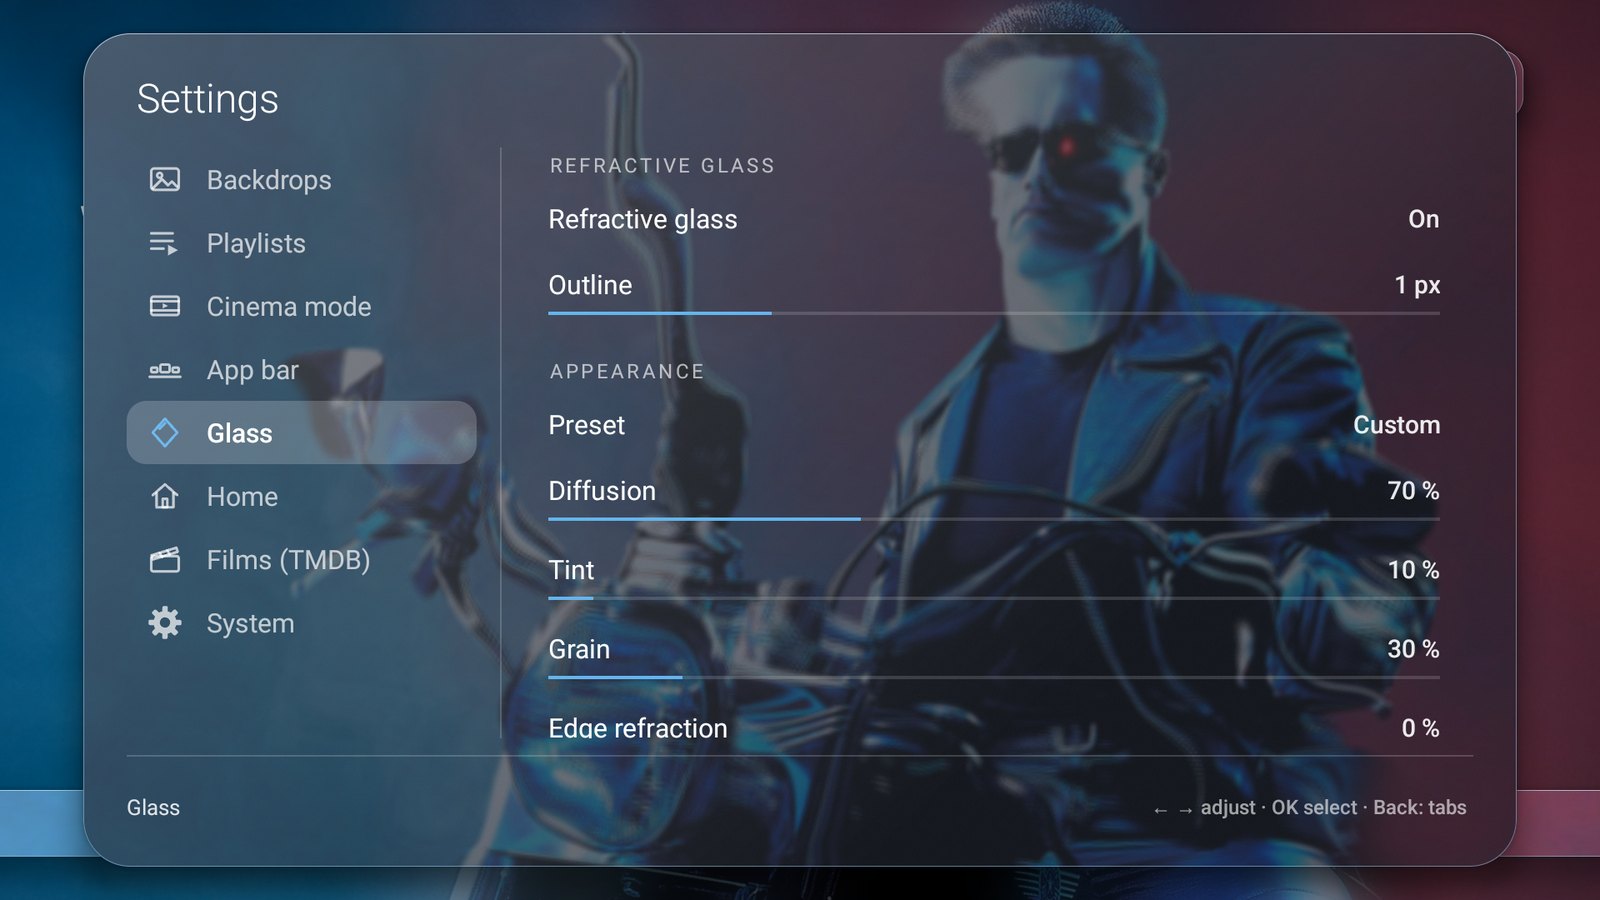 Settings
Backdrops
Playlists
Cinema mode
App bar
Glass
Home
Films (TMDB)
System
REFRACTIVE GLASS
Refractive glass On
Outline 1 px
APPEARANCE
Preset Custom
Diffusion 70 %
Tint 10 %
Grain 30 %
Edge refraction 0 %
Glass
← → adjust · OK select · Back: tabs